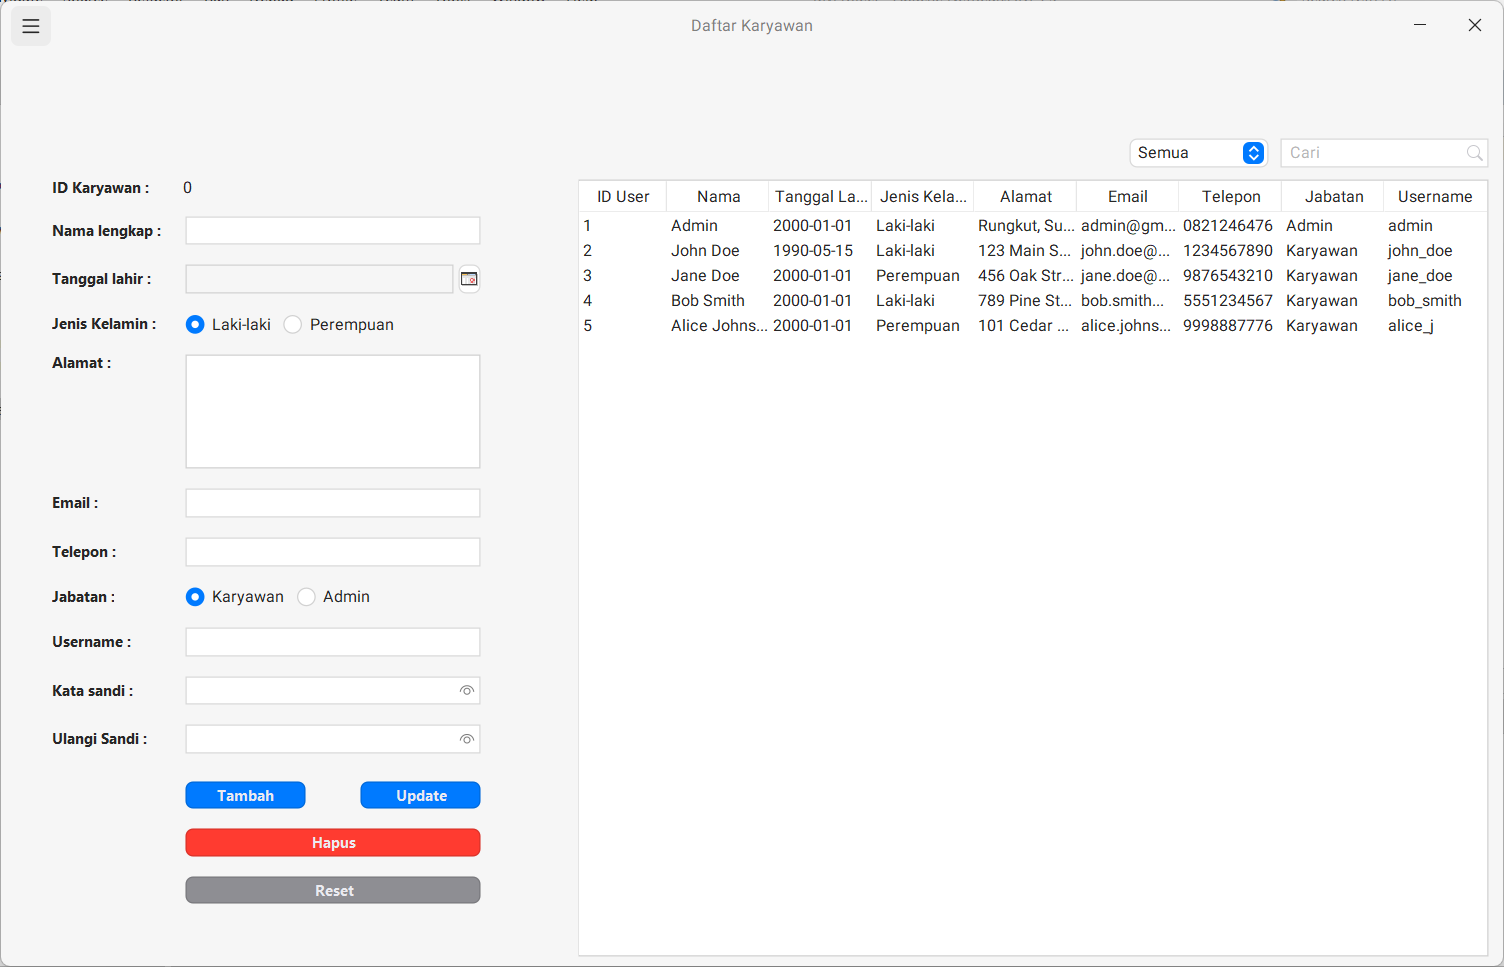 Daftar Karyawan
Semua
Cari
ID Karyawan : 0
Nama lengkap :
Tanggal lahir :
Jenis Kelamin : Laki-laki Perempuan
Alamat :
Email :
Telepon :
Jabatan : Karyawan Admin
Username :
Kata sandi :
Ulangi Sandi :
Tambah Update
Hapus
Reset
ID User Nama Tanggal La... Jenis Kela... Alamat Email Telepon Jabatan Username
1 Admin 2000-01-01 Laki-laki Rungkut, Su... admin@gm... 0821246476 Admin admin
2 John Doe 1990-05-15 Laki-laki 123 Main S... john.doe@... 1234567890 Karyawan john_doe
3 Jane Doe 2000-01-01 Perempuan 456 Oak Str... jane.doe@... 9876543210 Karyawan jane_doe
4 Bob Smith 2000-01-01 Laki-laki 789 Pine St... bob.smith... 5551234567 Karyawan bob_smith
5 Alice Johns... 2000-01-01 Perempuan 101 Cedar ... alice.johns... 9998887776 Karyawan alice_j